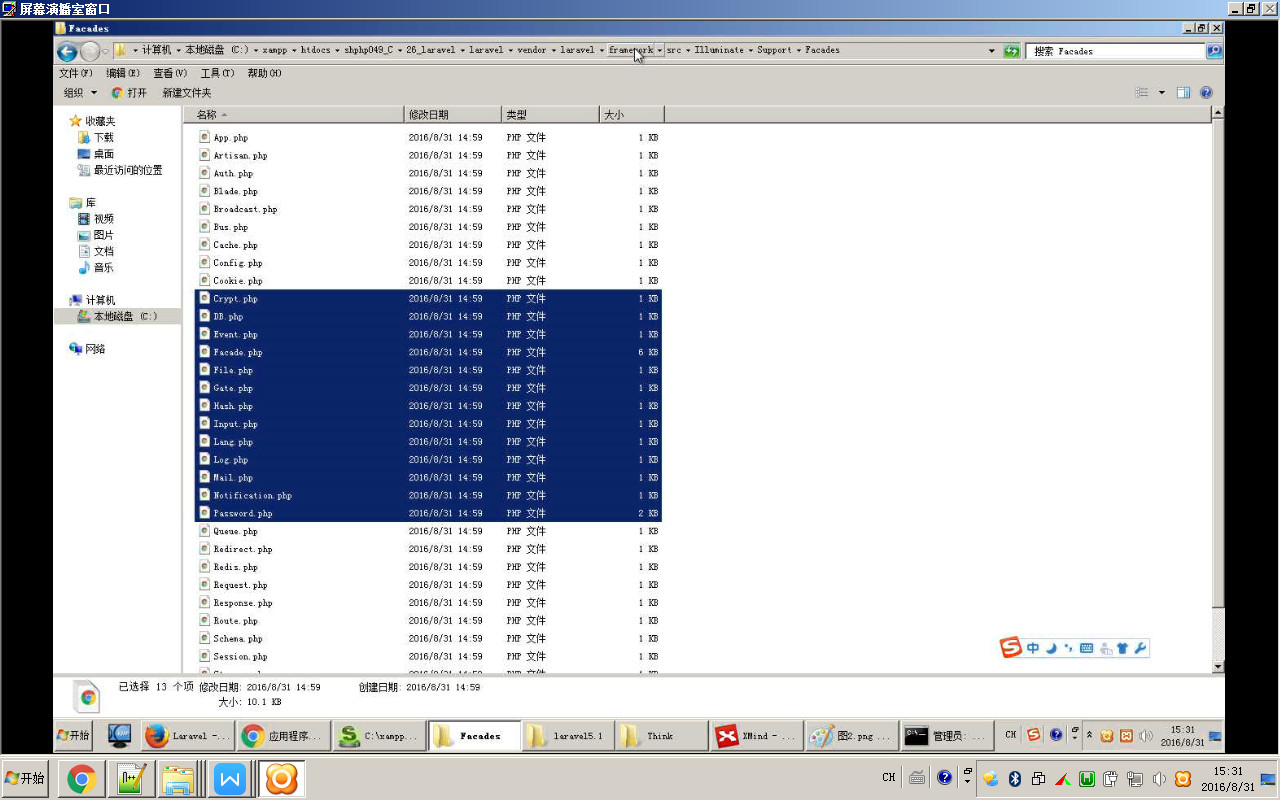 屏幕演播室窗口
Facades
计算机 本地磁盘 (C:) xampp htdocs shphp049_C 26_laravel laravel vendor laravel framework src Illuminate Support Facades
搜索 Facades
文件(F) 编辑(E) 查看(V) 工具(T) 帮助(H)
组织 打开 新建文件夹
收藏夹
下载
桌面
最近访问的位置
库
视频
图片
文档
音乐
计算机
本地磁盘 (C:)
网络
名称 修改日期 类型 大小
App.php 2016/8/31 14:59 PHP 文件 1 KB
Artisan.php 2016/8/31 14:59 PHP 文件 1 KB
Auth.php 2016/8/31 14:59 PHP 文件 1 KB
Blade.php 2016/8/31 14:59 PHP 文件 1 KB
Broadcast.php 2016/8/31 14:59 PHP 文件 1 KB
Bus.php 2016/8/31 14:59 PHP 文件 1 KB
Cache.php 2016/8/31 14:59 PHP 文件 1 KB
Config.php 2016/8/31 14:59 PHP 文件 1 KB
Cookie.php 2016/8/31 14:59 PHP 文件 1 KB
Crypt.php 2016/8/31 14:59 PHP 文件 1 KB
DB.php 2016/8/31 14:59 PHP 文件 1 KB
Event.php 2016/8/31 14:59 PHP 文件 1 KB
Facade.php 2016/8/31 14:59 PHP 文件 6 KB
File.php 2016/8/31 14:59 PHP 文件 1 KB
Gate.php 2016/8/31 14:59 PHP 文件 1 KB
Hash.php 2016/8/31 14:59 PHP 文件 1 KB
Input.php 2016/8/31 14:59 PHP 文件 1 KB
Lang.php 2016/8/31 14:59 PHP 文件 1 KB
Log.php 2016/8/31 14:59 PHP 文件 1 KB
Mail.php 2016/8/31 14:59 PHP 文件 1 KB
Notification.php 2016/8/31 14:59 PHP 文件 1 KB
Password.php 2016/8/31 14:59 PHP 文件 2 KB
Queue.php 2016/8/31 14:59 PHP 文件 1 KB
Redirect.php 2016/8/31 14:59 PHP 文件 1 KB
Redis.php 2016/8/31 14:59 PHP 文件 1 KB
Request.php 2016/8/31 14:59 PHP 文件 1 KB
Response.php 2016/8/31 14:59 PHP 文件 1 KB
Route.php 2016/8/31 14:59 PHP 文件 1 KB
Schema.php 2016/8/31 14:59 PHP 文件 1 KB
Session.php 2016/8/31 14:59 PHP 文件 1 KB
中
已选择 13 个项 修改日期: 2016/8/31 14:59 创建日期: 2016/8/31 14:59
大小: 10.1 KB
开始 Laravel -... 应用程序... C:\xampp... Facades laravel5.1 Think XMind - ... 图2.png ... 管理员: ... CH 15:31
2016/8/31
开始 CH 15:31
2016/8/31